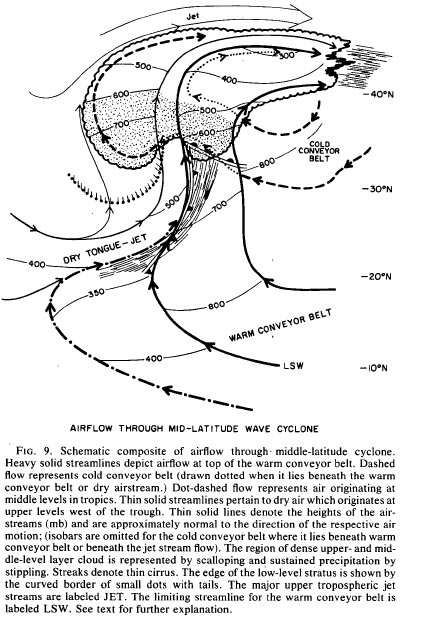 Jet
500
400
500
600
500
-40°N
700
600
COLD
CONVEYOR
BELT
800
-30°N
500
700
DRY TONGUE-JET
400
-20°N
350
800
WARM CONVEYOR BELT
400
LSW
-10°N
AIRFLOW THROUGH MID-LATITUDE WAVE CYCLONE
FIG. 9. Schematic composite of airflow through middle-latitude cyclone.
Heavy solid streamlines depict airflow at top of the warm conveyor belt. Dashed
flow represents cold conveyor belt (drawn dotted when it lies beneath the warm
conveyor belt or dry airstream.) Dot-dashed flow represents air originating at
middle levels in tropics. Thin solid streamlines pertain to dry air which originates at
upper levels west of the trough. Thin solid lines denote the heights of the air-
streams (mb) and are approximately normal to the direction of the respective air
motion; (isobars are omitted for the cold conveyor belt where it lies beneath warm
conveyor belt or beneath the jet stream flow). The region of dense upper- and mid-
dle-level layer cloud is represented by scalloping and sustained precipitation by
stippling. Streaks denote thin cirrus. The edge of the low-level stratus is shown by
the curved border of small dots with tails. The major upper tropospheric jet
streams are labeled JET. The limiting streamline for the warm conveyor belt is
labeled LSW. See text for further explanation.